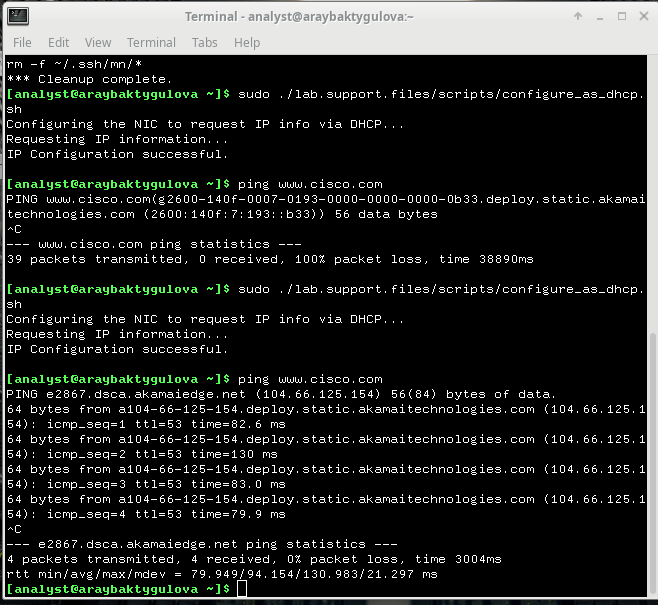 Terminal - analyst@araybaktygulova:~
File Edit View Terminal Tabs Help
rm -f ~/.ssh/mn/*
*** Cleanup complete.
[analyst@araybaktygulova ~]$ sudo ./lab.support.files/scripts/configure_as_dhcp.
sh
Configuring the NIC to request IP info via DHCP...
Requesting IP information...
IP Configuration successful.
[analyst@araybaktygulova ~]$ ping www.cisco.com
PING www.cisco.com(g2600-140f-0007-0193-0000-0000-0000-0b33.deploy.static.akamai
technologies.com (2600:140f:7:193::b33)) 56 data bytes
^C
--- www.cisco.com ping statistics ---
39 packets transmitted, 0 received, 100% packet loss, time 38890ms
[analyst@araybaktygulova ~]$ sudo ./lab.support.files/scripts/configure_as_dhcp.
sh
Configuring the NIC to request IP info via DHCP...
Requesting IP information...
IP Configuration successful.
[analyst@araybaktygulova ~]$ ping www.cisco.com
PING e2867.dsca.akamaiedge.net (104.66.125.154) 56(84) bytes of data.
64 bytes from a104-66-125-154.deploy.static.akamaitechnologies.com (104.66.125.1
54): icmp_seq=1 ttl=53 time=82.6 ms
64 bytes from a104-66-125-154.deploy.static.akamaitechnologies.com (104.66.125.1
54): icmp_seq=2 ttl=53 time=130 ms
64 bytes from a104-66-125-154.deploy.static.akamaitechnologies.com (104.66.125.1
54): icmp_seq=3 ttl=53 time=83.0 ms
64 bytes from a104-66-125-154.deploy.static.akamaitechnologies.com (104.66.125.1
54): icmp_seq=4 ttl=53 time=79.9 ms
^C
--- e2867.dsca.akamaiedge.net ping statistics ---
4 packets transmitted, 4 received, 0% packet loss, time 3004ms
rtt min/avg/max/mdev = 79.949/94.154/130.983/21.297 ms
[analyst@araybaktygulova ~]$